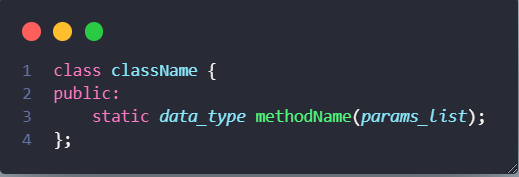 1 class className {
2 public:
3     static data_type methodName(params_list);
4 };